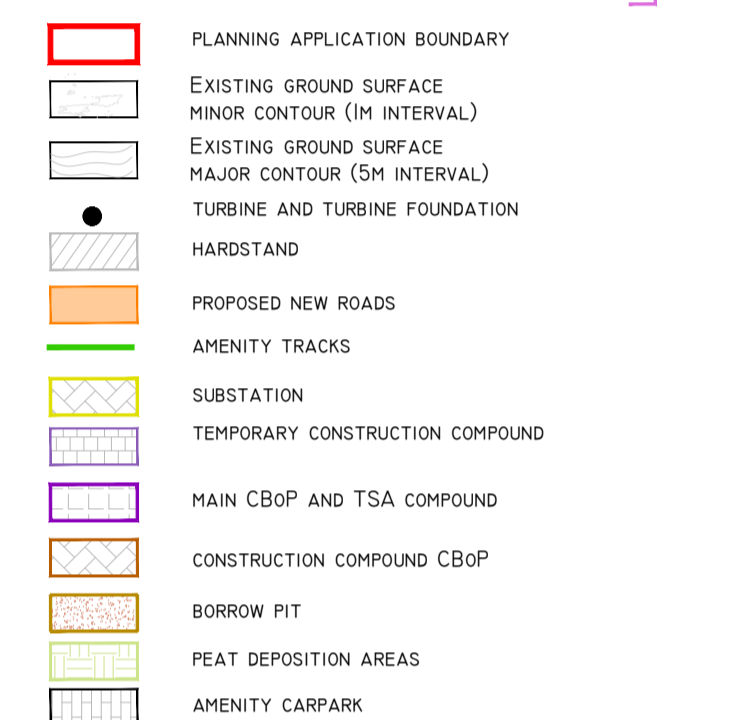 PLANNING APPLICATION BOUNDARY
EXISTING GROUND SURFACE
MINOR CONTOUR (1M INTERVAL)
EXISTING GROUND SURFACE
MAJOR CONTOUR (5M INTERVAL)
TURBINE AND TURBINE FOUNDATION
HARDSTAND
PROPOSED NEW ROADS
AMENITY TRACKS
SUBSTATION
TEMPORARY CONSTRUCTION COMPOUND
MAIN CBoP AND TSA COMPOUND
CONSTRUCTION COMPOUND CBoP
BORROW PIT
PEAT DEPOSITION AREAS
AMENITY CARPARK